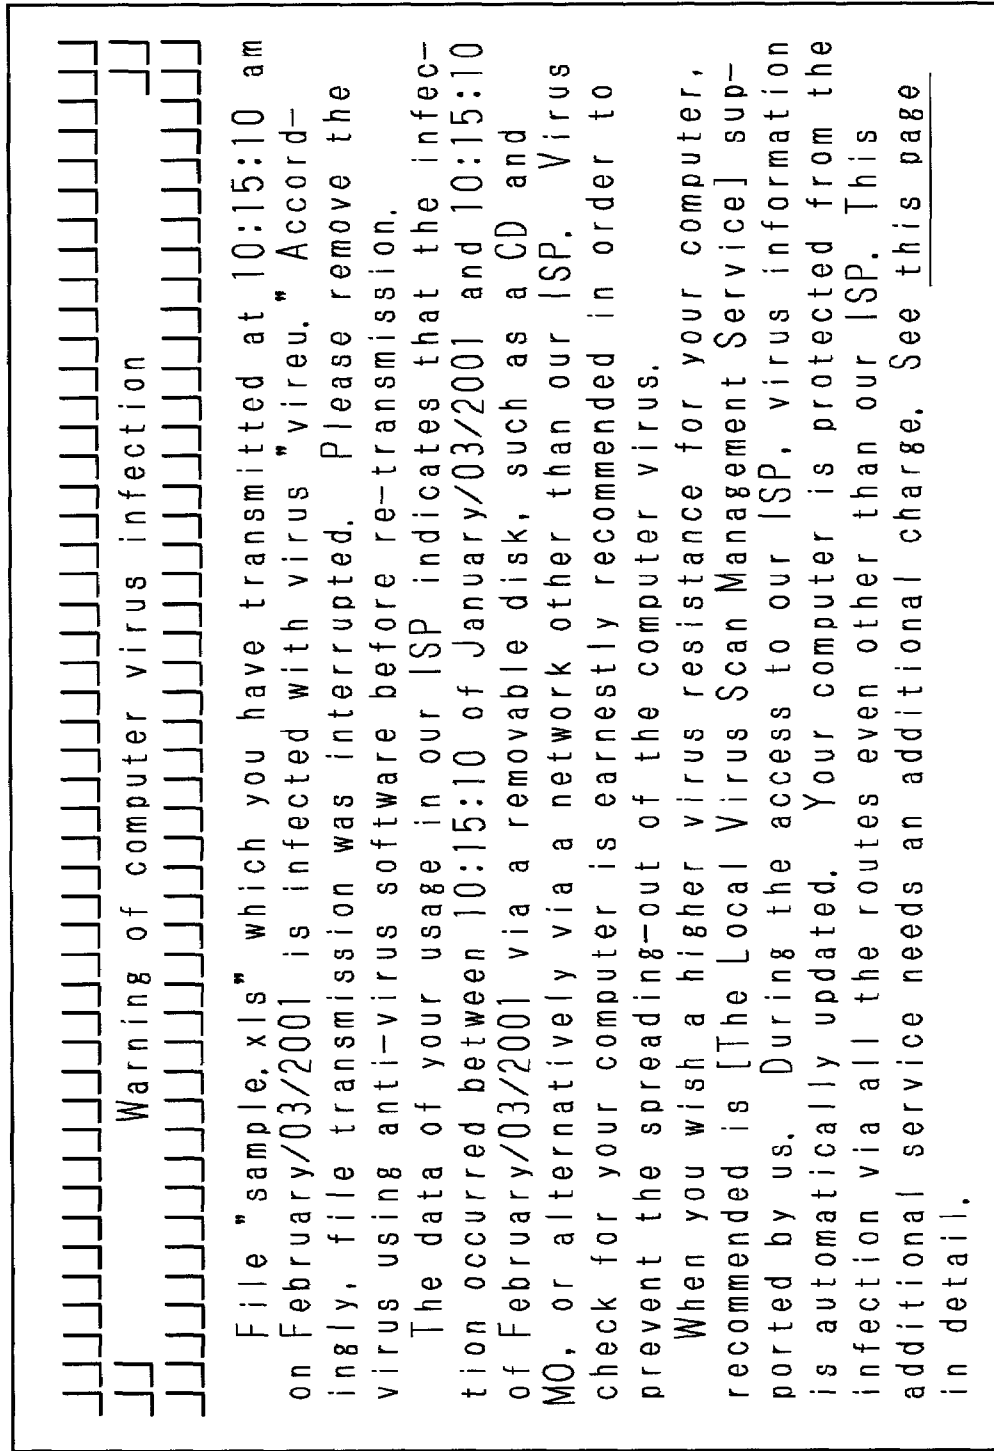 Warning of computer virus infection
File "sample.xls" which you have transmitted at 10:15:10 am
on February/03/2001 is infected with virus "vireu." Accord-
ingly, file transmission was interrupted. Please remove the
virus using anti-virus software before re-transmission.
The data of your usage in our ISP indicates that the infec-
tion occurred between 10:15:10 of January/03/2001 and 10:15:10
of February/03/2001 via a removable disk, such as a CD and
MO, or alternatively via a network other than our ISP. Virus
check for your computer is earnestly recommended in order to
prevent the spreading-out of the computer virus.
When you wish a higher virus resistance for your computer,
recommended is [The Local Virus Scan Management Service] sup-
ported by us. During the access to our ISP, virus information
is automatically updated. Your computer is protected from the
infection via all the routes even other than our ISP. This
additional service needs an additional charge. See this page
in detail.